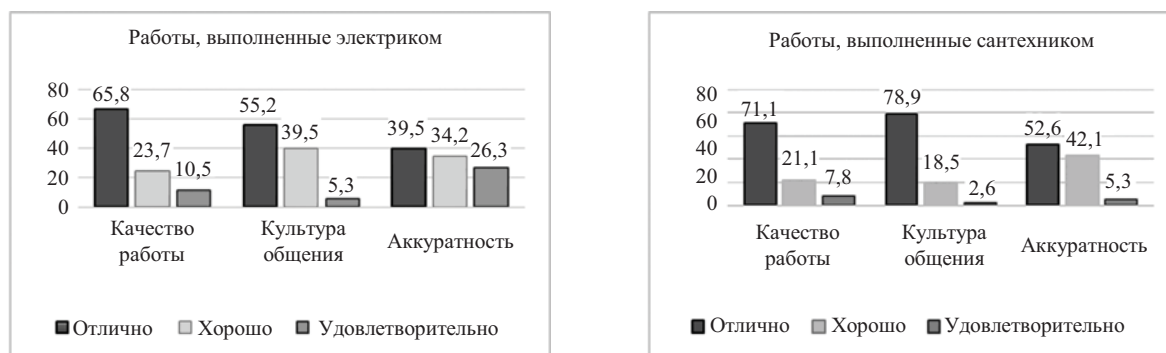 Работы, выполненные электриком
80
60
40
20
0
65,8
23,7
10,5
55,2
39,5
5,3
39,5
34,2
26,3
Качество
работы
Культура
общения
Аккуратность
Отлично Хорошо Удовлетворительно
Работы, выполненные сантехником
80
60
40
20
0
71,1
21,1
7,8
78,9
18,5
2,6
52,6
42,1
5,3
Качество
работы
Культура
общения
Аккуратность
Отлично Хорошо Удовлетворительно